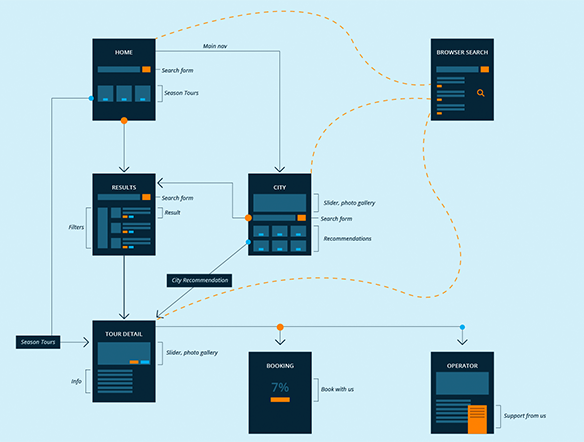 HOME
Main nav
BROWSER SEARCH
Search form
Season Tours
RESULTS
CITY
Search form
Result
Filters
Slider, photo gallery
Search form
Recommendations
City Recommendation
TOUR DETAIL
Season Tours
Slider, photo gallery
Info
BOOKING
7%
Book with us
OPERATOR
Support from us